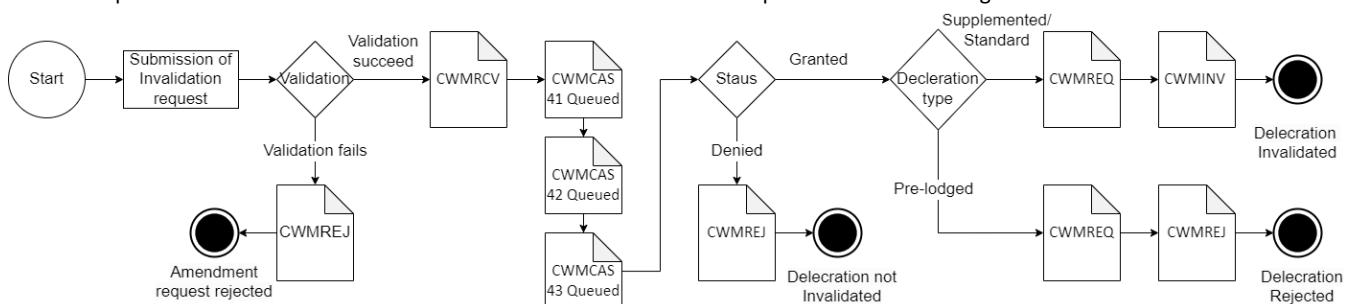 Start
Submission of
Invalidation
request
Validation
Validation
succeed
Validation fails
CWMREJ
Amendment
request rejected
CWMRCV
CWMCAS
41 Queued
CWMCAS
42 Queued
CWMCAS
43 Queued
Staus
Granted
Denied
CWMREJ
Delecration not
Invalidated
Decleration
type
Supplemented/
Standard
CWMREQ
CWMINV
Delecration
Invalidated
Pre-lodged
CWMREQ
CWMREJ
Delecration
Rejected